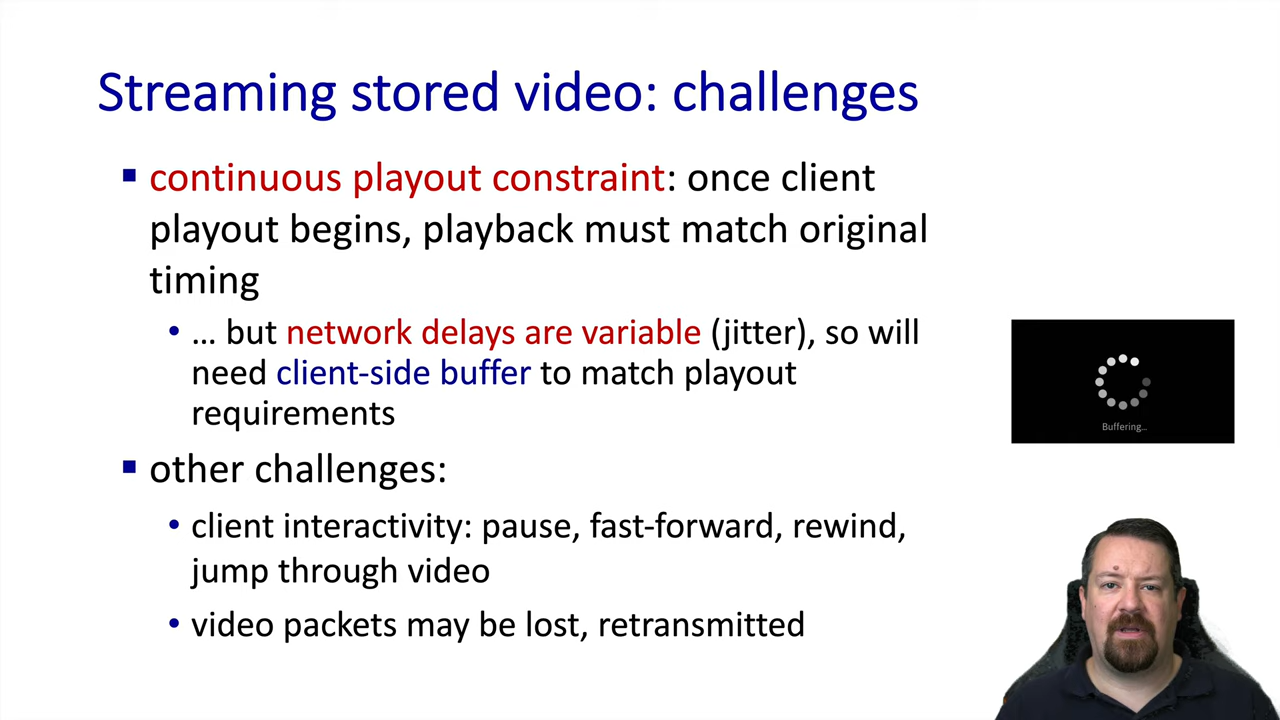 Streaming stored video: challenges
▪ continuous playout constraint: once client
playout begins, playback must match original
timing
• … but network delays are variable (jitter), so will
need client-side buffer to match playout
requirements
Buffering...
▪ other challenges:
• client interactivity: pause, fast-forward, rewind,
jump through video
• video packets may be lost, retransmitted